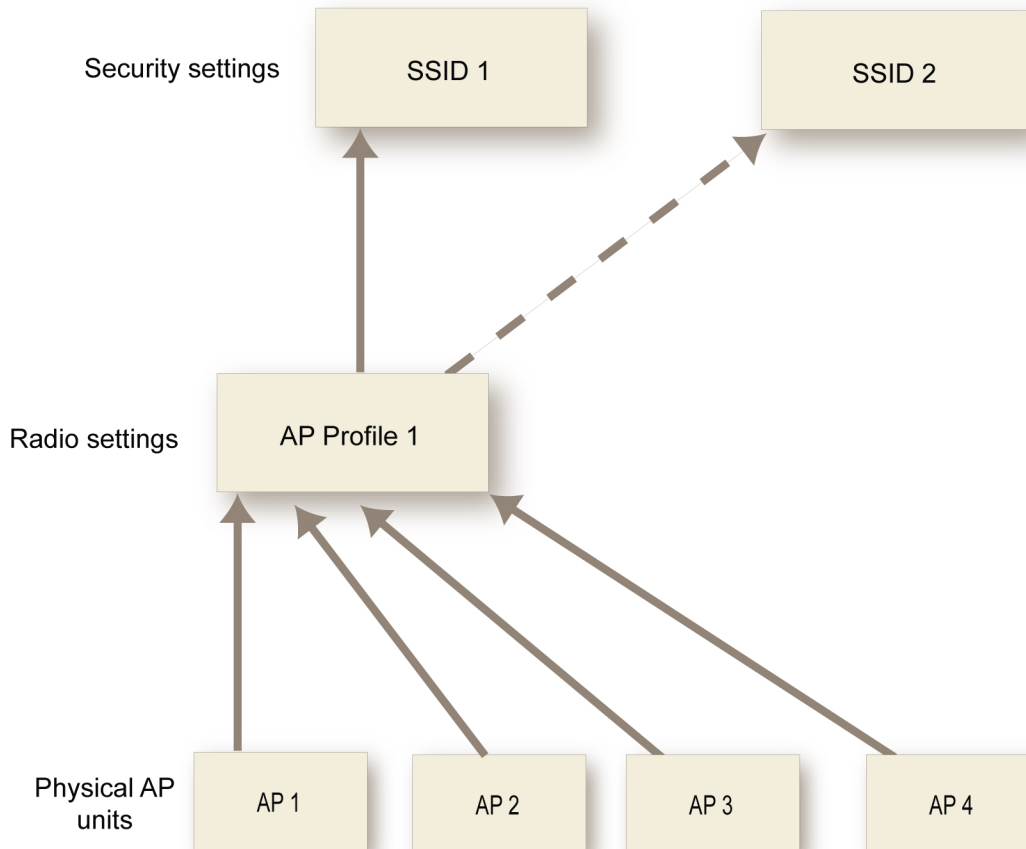 Security settings
SSID 1
SSID 2
Radio settings
AP Profile 1
Physical AP
units
AP 1
AP 2
AP 3
AP 4